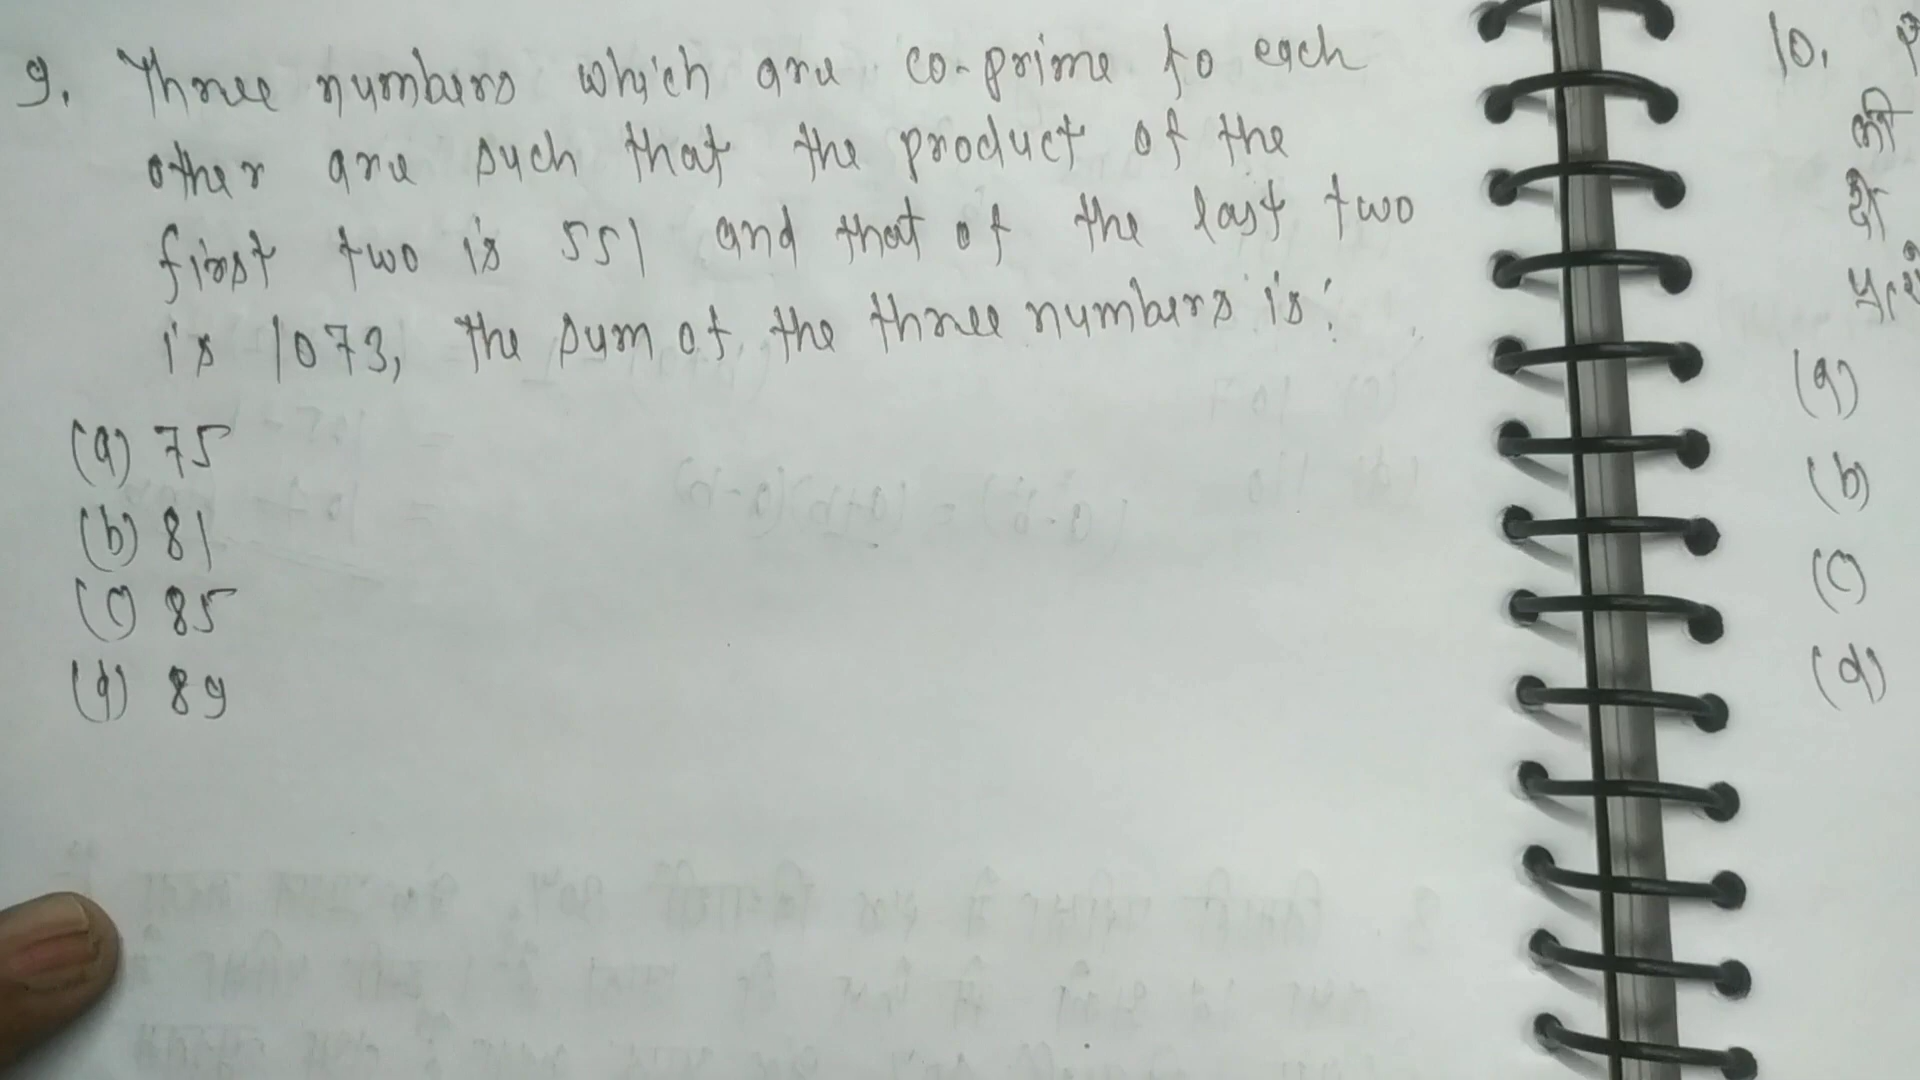 9. Three numbers which are co-prime to each
other are such that the product of the
first two is 551 and that of the last two
is 1073, the sum of the three numbers is:
(a) 75
(b) 81
(c) 85
(d) 89
10.
की
दो
(a)
(b)
(c)
(d)